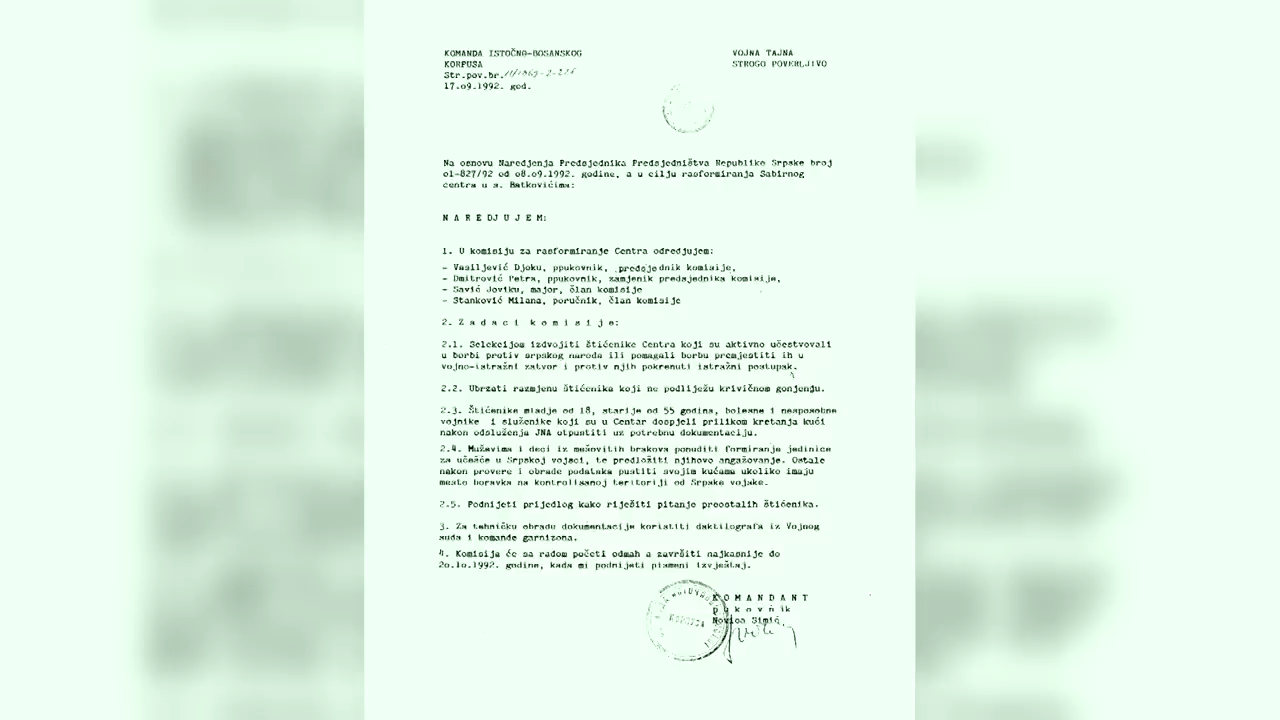 KOMANDA ISTOČNO-BOSANSKOG
KORPUSA
Str.pov.br.
17.o9.1992. god.
VOJNA TAJNA
STROGO POVERLJIVO
Na osnovu Naredjenja Predsjednika Predsjedništva Republike Srpske broj
o1-827/92 od o8.o9.1992. godine, a u cilju rasformiranja Sabirnog
centra u s. Batkovićima:
N A R E DJ U J E M:
1. U komisiju za rasformiranje Centra odredjujem:
- Vasiljević Djoku, ppukovnik, predsjednik komisije,
- Dmitrović Petra, ppukovnik, zamjenik predsjednika komisije,
- Savić Joviku, major, član komisije
- Stanković Milana, poručnik, član komisije
2. Z a d a c i k o m i s i j e:
2.1. Selekcijom izdvojiti štićenike Centra koji su aktivno učestvovali
u borbi protiv srpskog naroda ili pomagali borbu premjestiti ih u
vojno-istražni zatvor i protiv njih pokrenuti istražni postupak.
2.2. Ubrzati razmjenu štićenika koji ne podliježu krivičnom gonjenju.
2.3. Štićenike mladje od 18, starije od 55 godina, bolesne i nesposobne
vojnike i služenike koji su u Centar dospjeli prilikom kretanja kući
nakon odsluženja JNA otpustiti uz potrebnu dokumentaciju.
2.4. Muževima i deci iz mešovitih brakova ponuditi formiranje jedinice
za učešće u Srpskoj vojsci, te predložiti njihovo angažovanje. Ostale
nakon provere i obrade podataka pustiti svojim kućama ukoliko imaju
mesto boravka na kontrolisanoj teritoriji od Srpske vojske.
2.5. Podnijeti prijedlog kako riješiti pitanje preostalih štićenika.
3. Za tehničku obradu dokumentacije koristiti daktilografa iz Vojnog
suda i komande garnizona.
4. Komisija će sa radom početi odmah a završiti najkasnije do
2o.1o.1992. godine, kada mi podnijeti pismeni izvještaj.
K O M A N D A N T
p u k o v n ik
Novica Simić